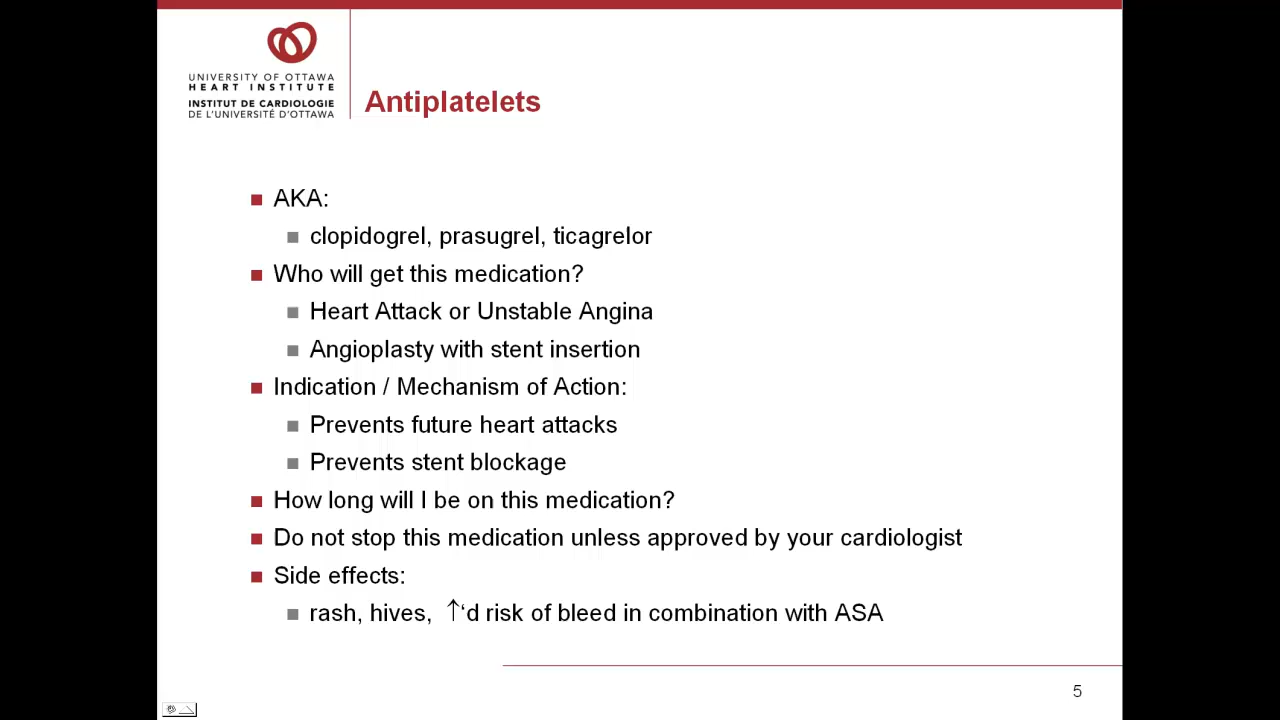 UNIVERSITY OF OTTAWA
HEART INSTITUTE
INSTITUT DE CARDIOLOGIE
DE L'UNIVERSITÉ D'OTTAWA
Antiplatelets
AKA:
clopidogrel, prasugrel, ticagrelor
Who will get this medication?
Heart Attack or Unstable Angina
Angioplasty with stent insertion
Indication / Mechanism of Action:
Prevents future heart attacks
Prevents stent blockage
How long will I be on this medication?
Do not stop this medication unless approved by your cardiologist
Side effects:
rash, hives, ↑‘d risk of bleed in combination with ASA
5